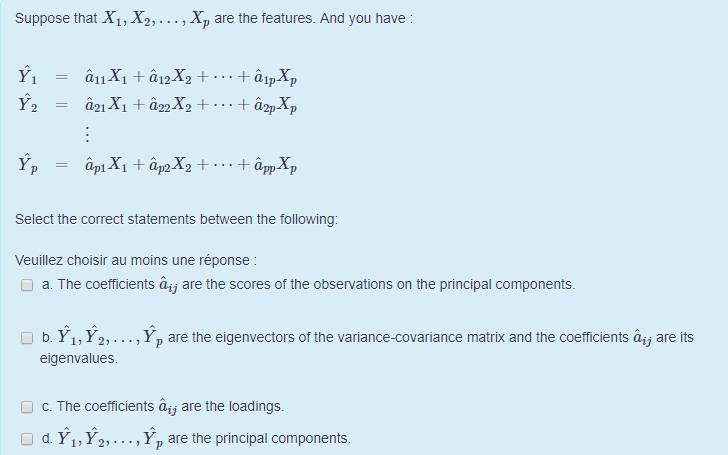 Suppose that X₁, X₂, . . . , Xₚ are the features. And you have :
Ŷ₁ = â₁₁X₁ + â₁₂X₂ + ⋯ + â₁ₚXₚ
Ŷ₂ = â₂₁X₁ + â₂₂X₂ + ⋯ + â₂ₚXₚ
⋮
Ŷₚ = âₚ₁X₁ + âₚ₂X₂ + ⋯ + âₚₚXₚ
Select the correct statements between the following:
Veuillez choisir au moins une réponse :
a. The coefficients âᵢⱼ are the scores of the observations on the principal components.
b. Ŷ₁, Ŷ₂, . . . , Ŷₚ are the eigenvectors of the variance-covariance matrix and the coefficients âᵢⱼ are its
eigenvalues.
c. The coefficients âᵢⱼ are the loadings.
d. Ŷ₁, Ŷ₂, . . . , Ŷₚ are the principal components.